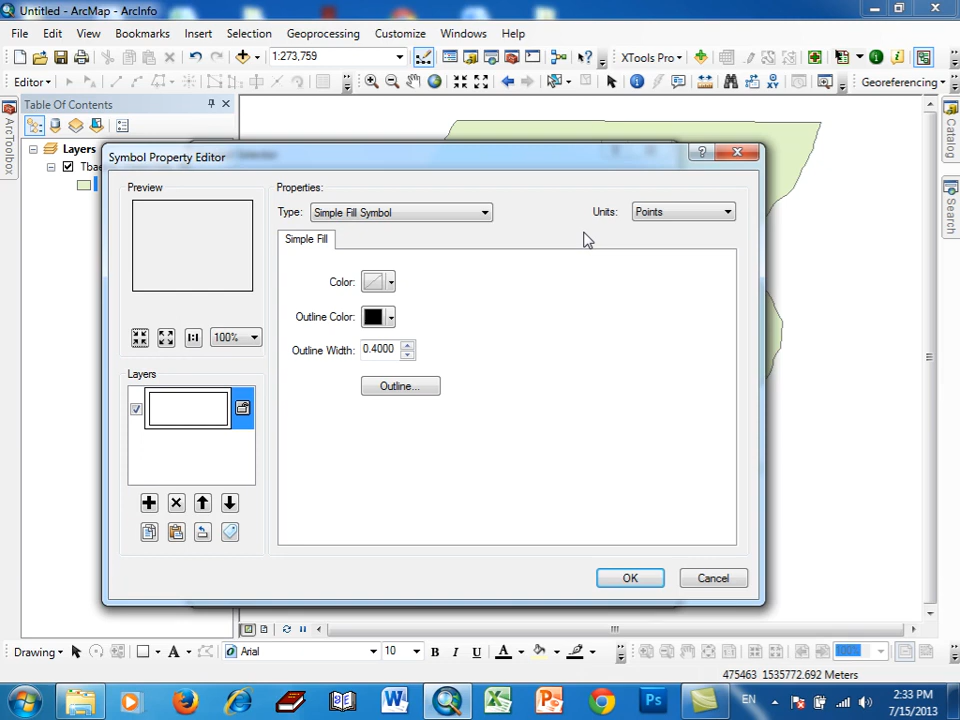 Untitled - ArcMap - ArcInfo
File Edit View Bookmarks Insert Selection Geoprocessing Customize Windows Help
1:273,759 XTools Pro
Editor Georeferencing
Table Of Contents
ArcToolbox
Layers
Tbae
Catalog
Search
Symbol Property Editor
Preview
100%
Layers
Properties:
Type: Simple Fill Symbol Units: Points
Simple Fill
Color:
Outline Color:
Outline Width: 0.4000
Outline...
OK Cancel
Drawing A Arial 10 B I U A 100%
475463 1535772.692 Meters
W X P Ps EN 2:33 PM
7/15/2013